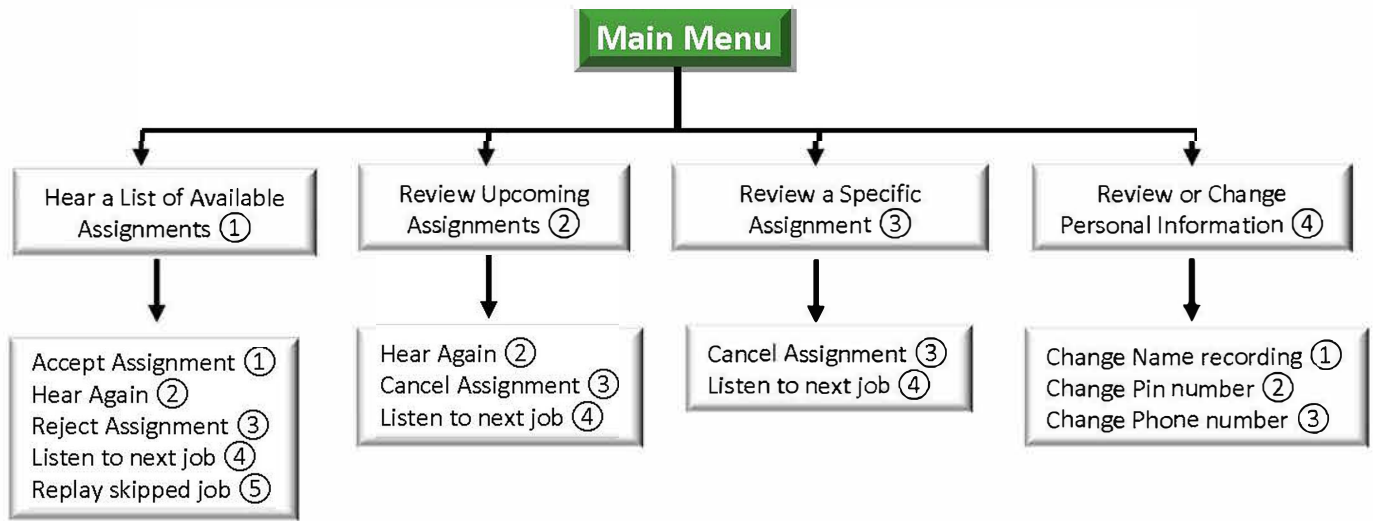 Main Menu
Hear a List of Available
Assignments ①
Review Upcoming
Assignments ②
Review a Specific
Assignment ③
Review or Change
Personal Information ④
Accept Assignment ①
Hear Again ②
Reject Assignment ③
Listen to next job ④
Replay skipped job ⑤
Hear Again ②
Cancel Assignment ③
Listen to next job ④
Cancel Assignment ③
Listen to next job ④
Change Name recording ①
Change Pin number ②
Change Phone number ③